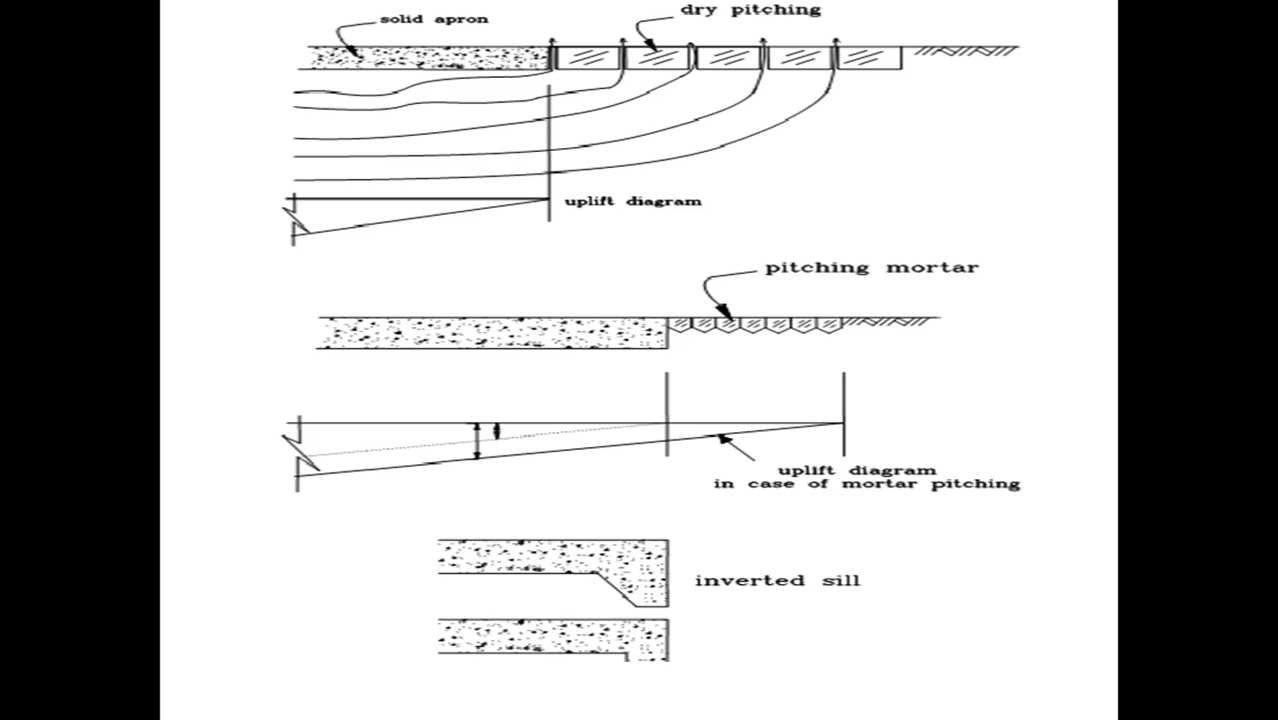 solid apron
dry pitching
uplift diagram
pitching mortar
uplift diagram
in case of mortar pitching
inverted sill